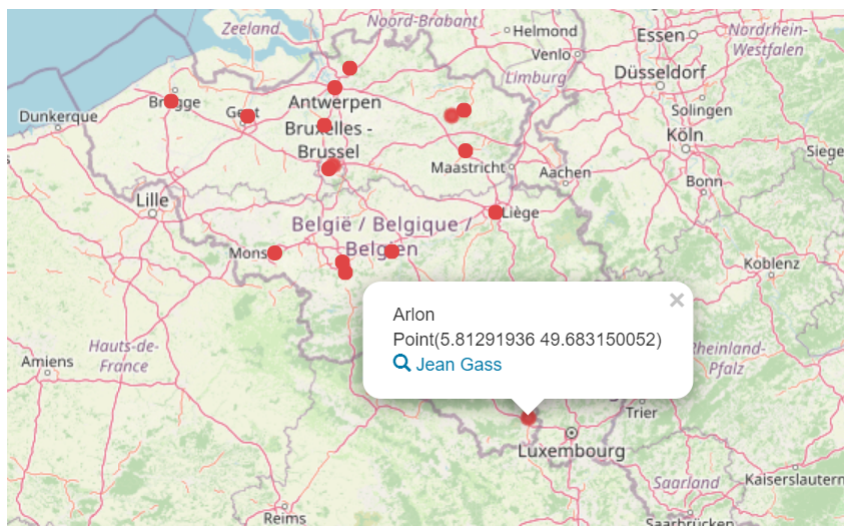 Zeeland
Noord-Brabant
Helmond
Essen
Nordrhein-
Westfalen
Venlo
Limburg
Düsseldorf
Dunkerque
Brugge
Gent
Antwerpen
Solingen
Bruxelles -
Brussel
Köln
Siege
Maastricht
Aachen
Bonn
Lille
België / Belgique /
Belgien
Liège
Mons
Koblenz
Arlon
Point(5.81291936 49.683150052)
Jean Gass
×
Amiens
Hauts-de-
France
Rheinland-
Pfalz
Trier
Luxembourg
Kaiserslautern
Saarland
Reims
Saarbrücken